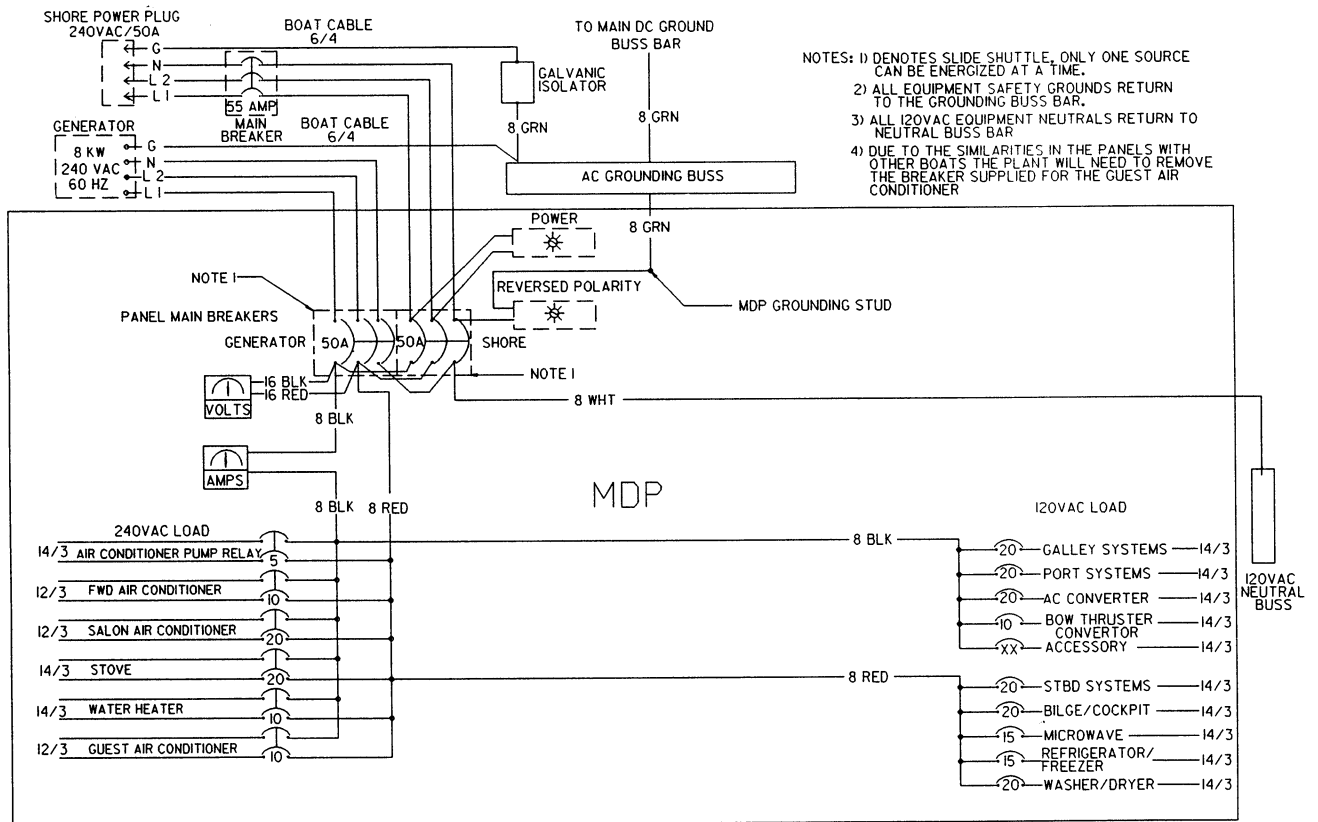 SHORE POWER PLUG
240VAC/50A
G
N
L 2
L I
55 AMP
MAIN
BREAKER
BOAT CABLE
6/4
TO MAIN DC GROUND
BUSS BAR
GALVANIC
ISOLATOR
8 GRN
8 GRN
NOTES: I) DENOTES SLIDE SHUTTLE, ONLY ONE SOURCE
CAN BE ENERGIZED AT A TIME.
2) ALL EQUIPMENT SAFETY GROUNDS RETURN
TO THE GROUNDING BUSS BAR.
3) ALL 120VAC EQUIPMENT NEUTRALS RETURN TO
NEUTRAL BUSS BAR
4) DUE TO THE SIMILARITIES IN THE PANELS WITH
OTHER BOATS THE PLANT WILL NEED TO REMOVE
THE BREAKER SUPPLIED FOR THE GUEST AIR
CONDITIONER
GENERATOR
8 KW
240 VAC
60 HZ
G
N
L 2
L I
BOAT CABLE
6/4
AC GROUNDING BUSS
8 GRN
POWER
REVERSED POLARITY
MDP GROUNDING STUD
NOTE I
PANEL MAIN BREAKERS
GENERATOR
50A
50A
SHORE
NOTE I
VOLTS
16 BLK
16 RED
8 BLK
8 WHT
AMPS
8 BLK
8 RED
MDP
240VAC LOAD
14/3 AIR CONDITIONER PUMP RELAY 5
12/3 FWD AIR CONDITIONER 10
12/3 SALON AIR CONDITIONER 20
14/3 STOVE 20
14/3 WATER HEATER 10
12/3 GUEST AIR CONDITIONER 10
120VAC LOAD
8 BLK
20 GALLEY SYSTEMS 14/3
20 PORT SYSTEMS 14/3
20 AC CONVERTER 14/3
10 BOW THRUSTER 14/3
CONVERTOR
XX ACCESSORY 14/3
8 RED
20 STBD SYSTEMS 14/3
20 BILGE/COCKPIT 14/3
15 MICROWAVE 14/3
15 REFRIGERATOR/ 14/3
FREEZER
20 WASHER/DRYER 14/3
120VAC
NEUTRAL
BUSS